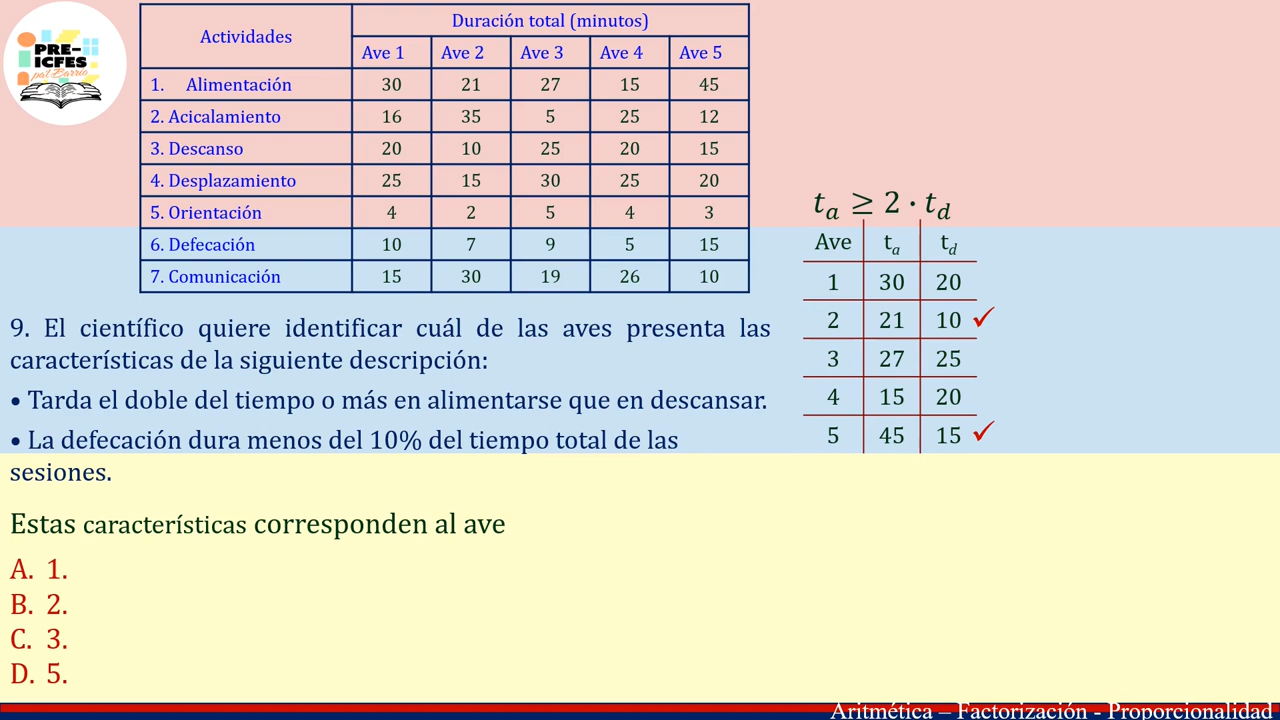 PRE-
ICFES
pat Barrio
Actividades Duración total (minutos)
Ave 1 Ave 2 Ave 3 Ave 4 Ave 5
1. Alimentación 30 21 27 15 45
2. Acicalamiento 16 35 5 25 12
3. Descanso 20 10 25 20 15
4. Desplazamiento 25 15 30 25 20
5. Orientación 4 2 5 4 3
6. Defecación 10 7 9 5 15
7. Comunicación 15 30 19 26 10
9. El científico quiere identificar cuál de las aves presenta las
características de la siguiente descripción:
• Tarda el doble del tiempo o más en alimentarse que en descansar.
• La defecación dura menos del 10% del tiempo total de las
sesiones.
Estas características corresponden al ave
A. 1.
B. 2.
C. 3.
D. 5.
tₐ ≥ 2 · t_d
Ave tₐ t_d
1 30 20
2 21 10 ✓
3 27 25
4 15 20
5 45 15 ✓
Aritmética – Factorización - Proporcionalidad